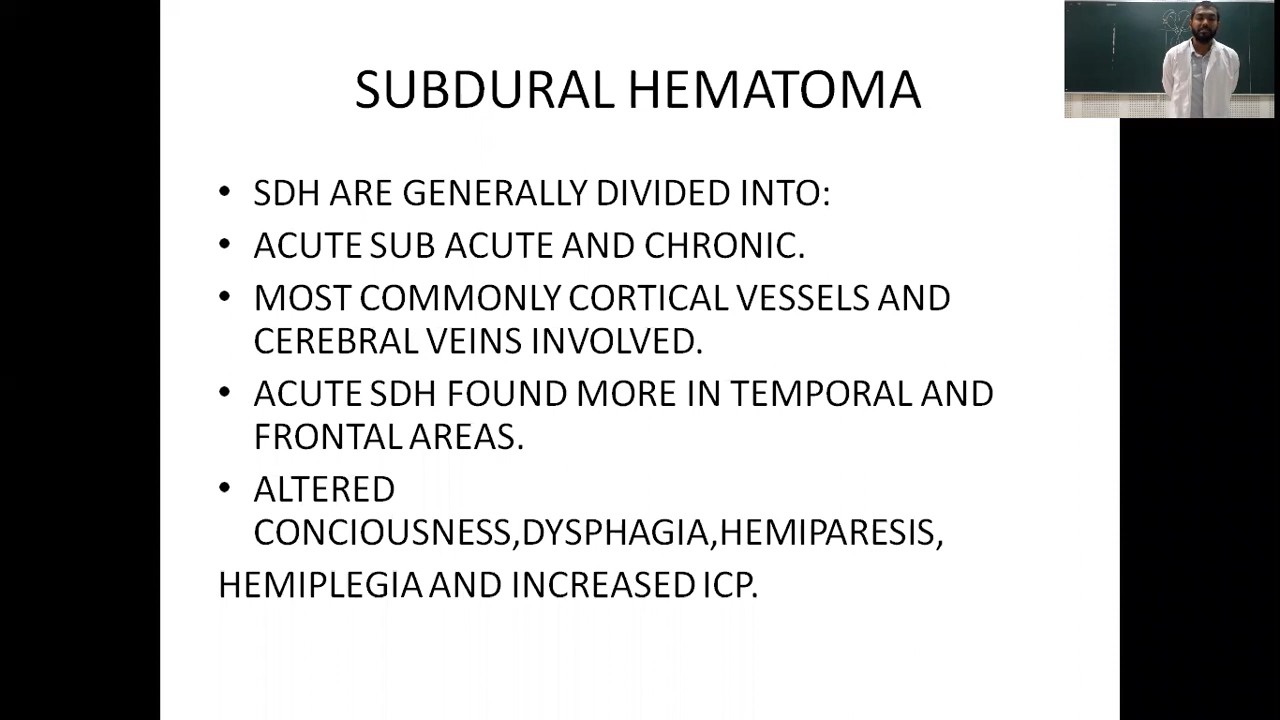 SUBDURAL HEMATOMA
• SDH ARE GENERALLY DIVIDED INTO:
• ACUTE SUB ACUTE AND CHRONIC.
• MOST COMMONLY CORTICAL VESSELS AND
CEREBRAL VEINS INVOLVED.
• ACUTE SDH FOUND MORE IN TEMPORAL AND
FRONTAL AREAS.
• ALTERED
CONCIOUSNESS,DYSPHAGIA,HEMIPARESIS,
HEMIPLEGIA AND INCREASED ICP.